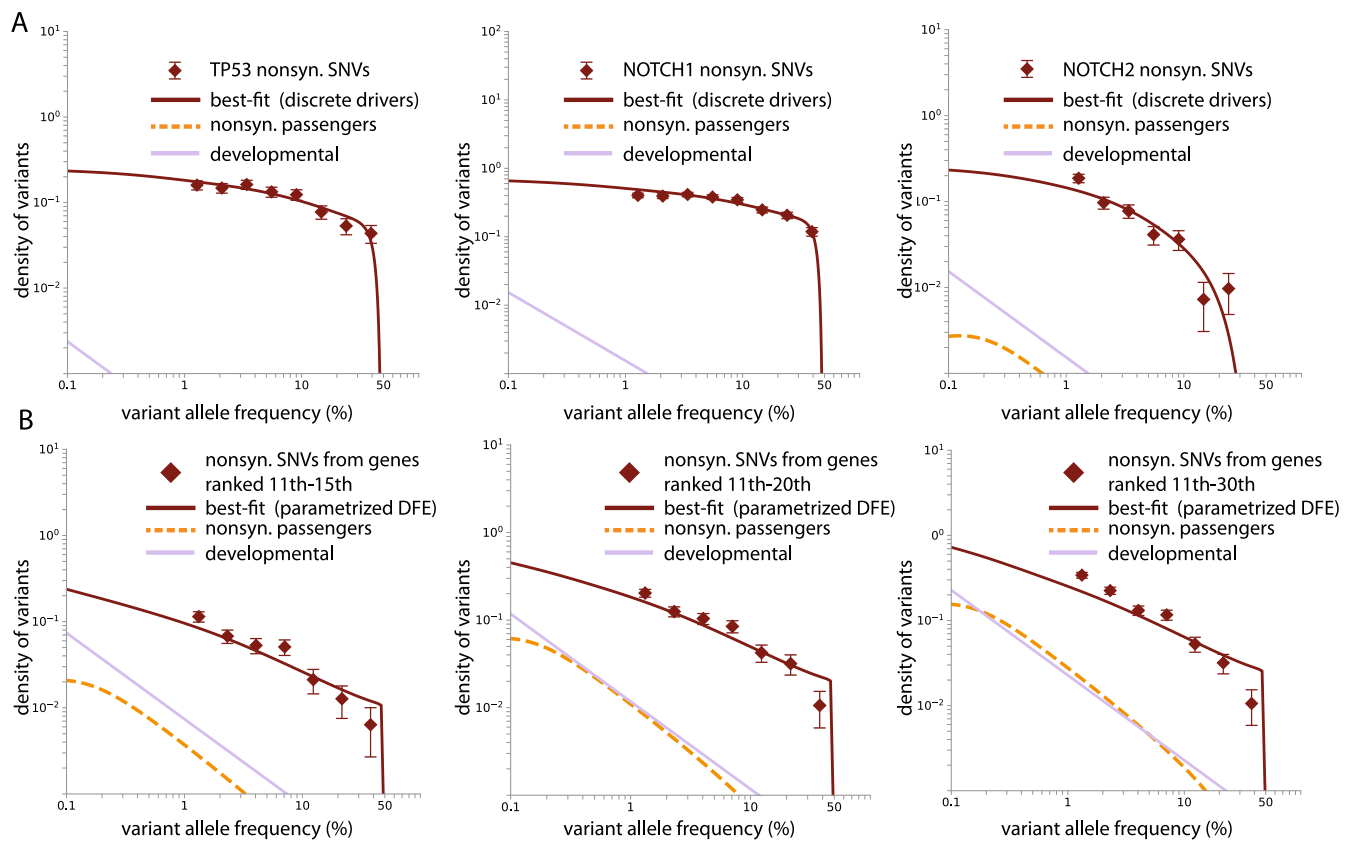 A
10¹
10⁰
10⁻¹
10⁻²
density of variants
TP53 nonsyn. SNVs
best-fit (discrete drivers)
nonsyn. passengers
developmental
0.1
1
10
50
variant allele frequency (%)
10²
10¹
10⁰
10⁻¹
10⁻²
density of variants
NOTCH1 nonsyn. SNVs
best-fit (discrete drivers)
nonsyn. passengers
developmental
0.1
1
10
50
variant allele frequency (%)
10¹
10⁰
10⁻¹
10⁻²
density of variants
NOTCH2 nonsyn. SNVs
best-fit (discrete drivers)
nonsyn. passengers
developmental
0.1
1
10
50
variant allele frequency (%)
B
10¹
10⁰
10⁻¹
10⁻²
density of variants
nonsyn. SNVs from genes
ranked 11th-15th
best-fit (parametrized DFE)
nonsyn. passengers
developmental
0.1
1
10
50
variant allele frequency (%)
10¹
10⁰
10⁻¹
10⁻²
density of variants
nonsyn. SNVs from genes
ranked 11th-20th
best-fit (parametrized DFE)
nonsyn. passengers
developmental
0.1
1
10
50
variant allele frequency (%)
10¹
10⁰
10⁻¹
10⁻²
density of variants
nonsyn. SNVs from genes
ranked 11th-30th
best-fit (parametrized DFE)
nonsyn. passengers
developmental
0.1
1
10
50
variant allele frequency (%)